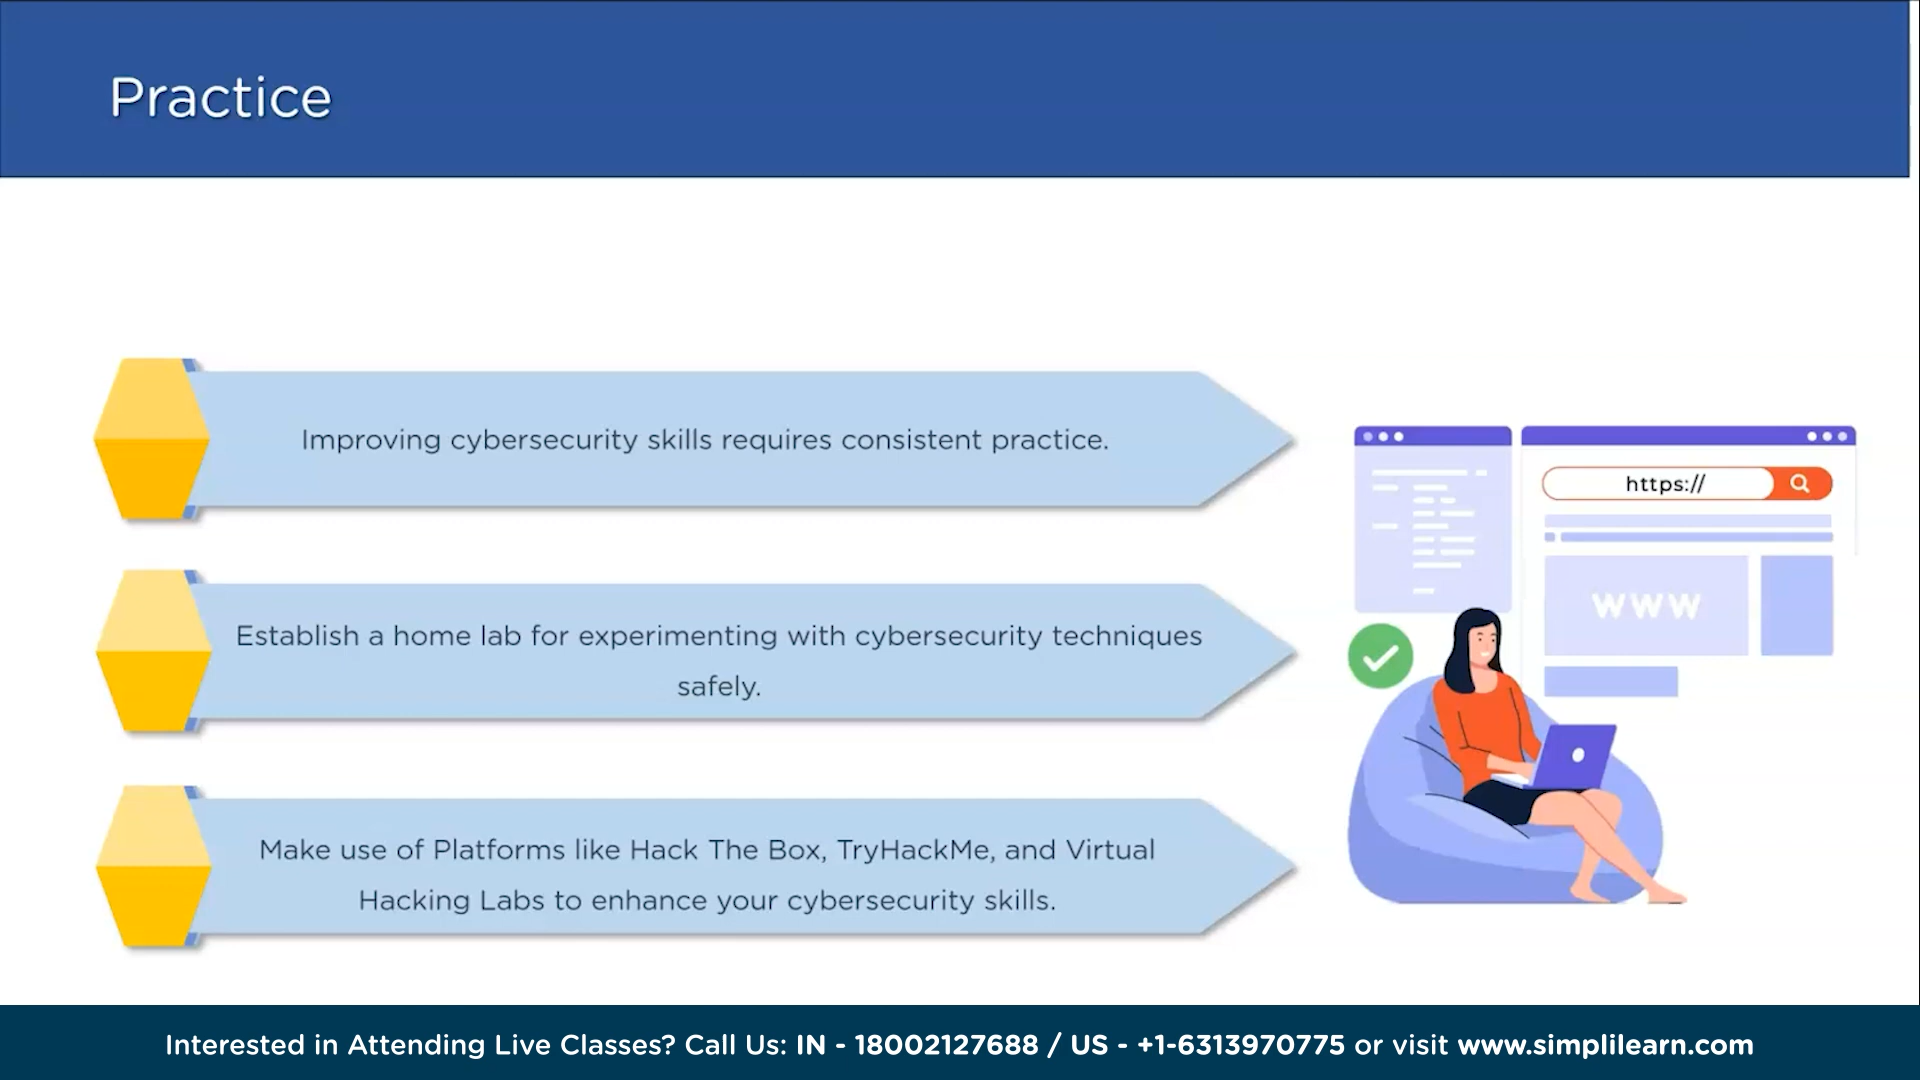 Practice
Improving cybersecurity skills requires consistent practice.
Establish a home lab for experimenting with cybersecurity techniques
safely.
Make use of Platforms like Hack The Box, TryHackMe, and Virtual
Hacking Labs to enhance your cybersecurity skills.
https://
WWW
Interested in Attending Live Classes? Call Us: IN - 18002127688 / US - +1-6313970775 or visit www.simplilearn.com